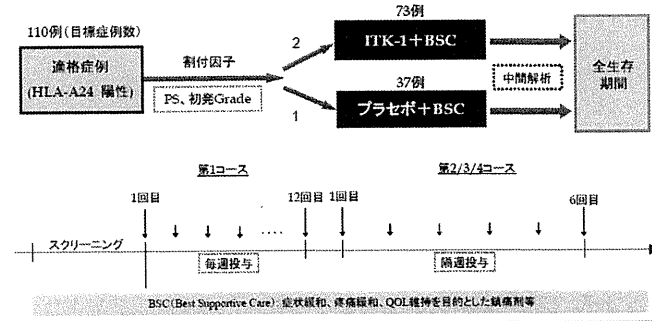 73例
110例(目標症例数)
ITK-1+BSC
2
割付因子
適格症例
(HLA-A24 陽性)
全生存
期間
中間解析
37例
PS、初発Grade
プラセボ+BSC
1
第1コース
第2/3/4コース
1回目
12回目
1回目
6回目
‥‥
スクリーニング
毎週投与
隔週投与
BSC(Best Supportive Care):症状緩和、疼痛緩和、QOL維持を目的とした鎮痛剤等